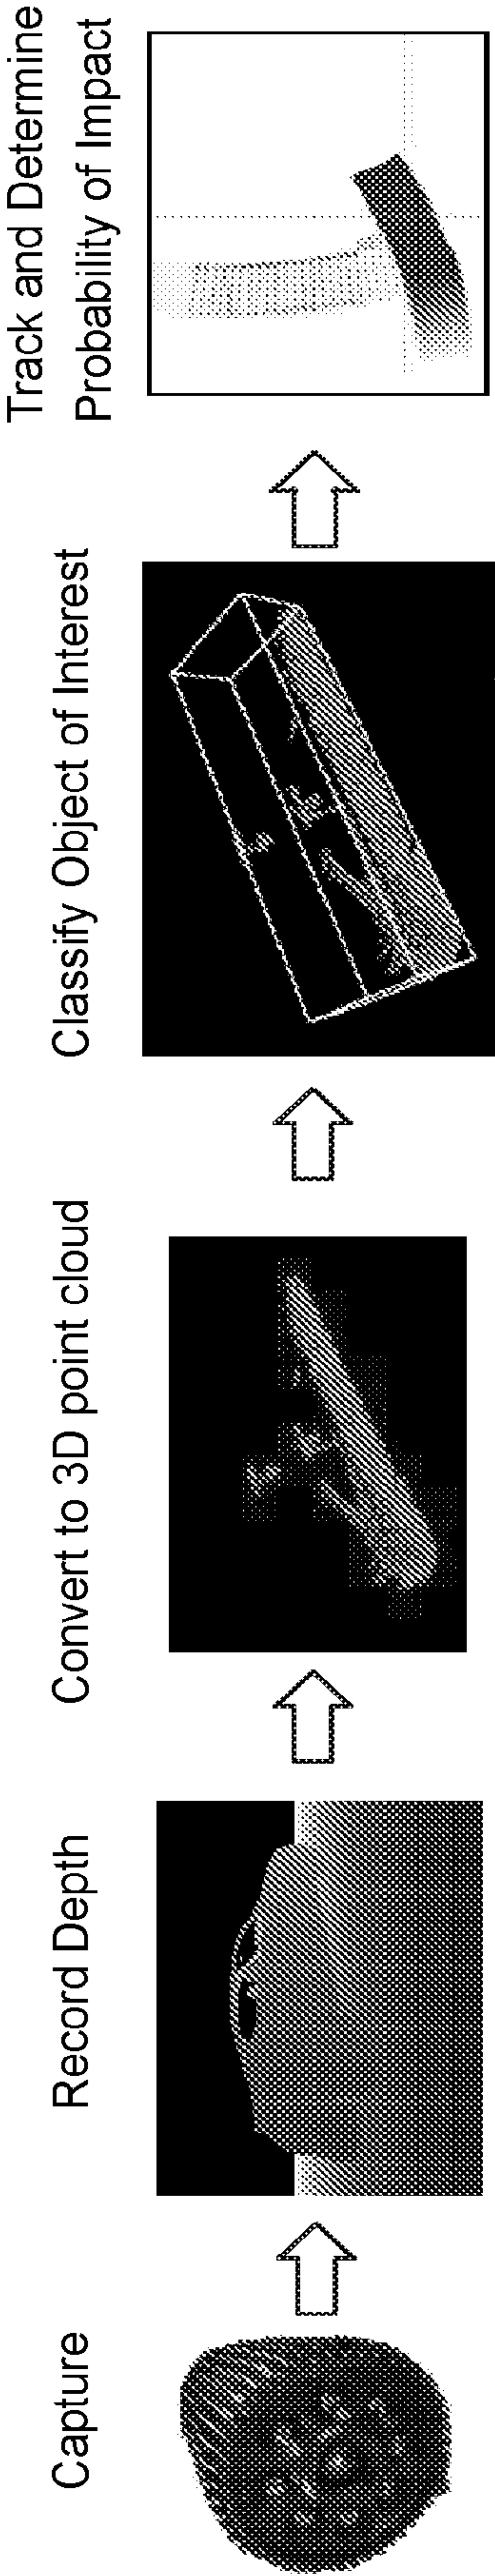 Capture
Record Depth
Convert to 3D point cloud
Classify Object of Interest
Track and Determine
Probability of Impact